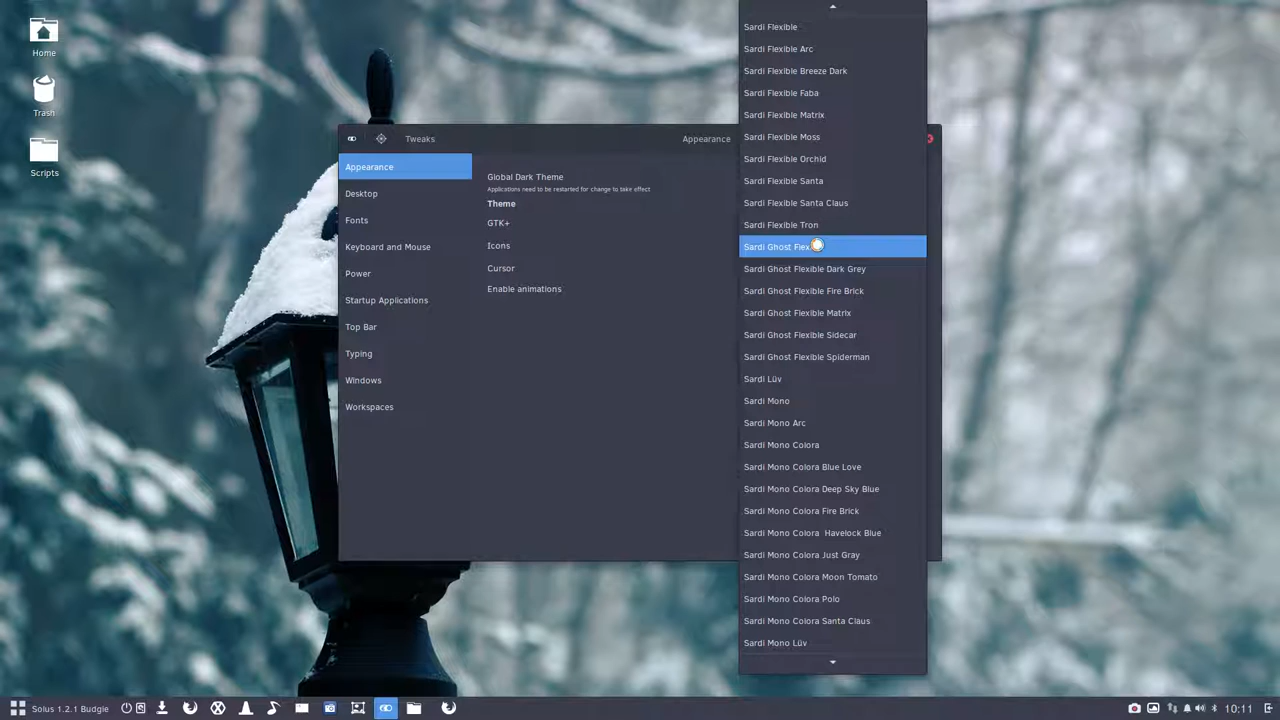 Home
Trash
Scripts
Tweaks
Appearance
Appearance
Desktop
Fonts
Keyboard and Mouse
Power
Startup Applications
Top Bar
Typing
Windows
Workspaces
Global Dark Theme
Applications need to be restarted for change to take effect
Theme
GTK+
Icons
Cursor
Enable animations
Sardi Flexible
Sardi Flexible Arc
Sardi Flexible Breeze Dark
Sardi Flexible Faba
Sardi Flexible Matrix
Sardi Flexible Moss
Sardi Flexible Orchid
Sardi Flexible Santa
Sardi Flexible Santa Claus
Sardi Flexible Tron
Sardi Ghost
Sardi Ghost Flexible Dark Grey
Sardi Ghost Flexible Fire Brick
Sardi Ghost Flexible Matrix
Sardi Ghost Flexible Sidecar
Sardi Ghost Flexible Spiderman
Sardi Lüv
Sardi Mono
Sardi Mono Arc
Sardi Mono Colora
Sardi Mono Colora Blue Love
Sardi Mono Colora Deep Sky Blue
Sardi Mono Colora Fire Brick
Sardi Mono Colora  Havelock Blue
Sardi Mono Colora Just Gray
Sardi Mono Colora Moon Tomato
Sardi Mono Colora Polo
Sardi Mono Colora Santa Claus
Sardi Mono Lüv
Solus 1.2.1 Budgie
10:11